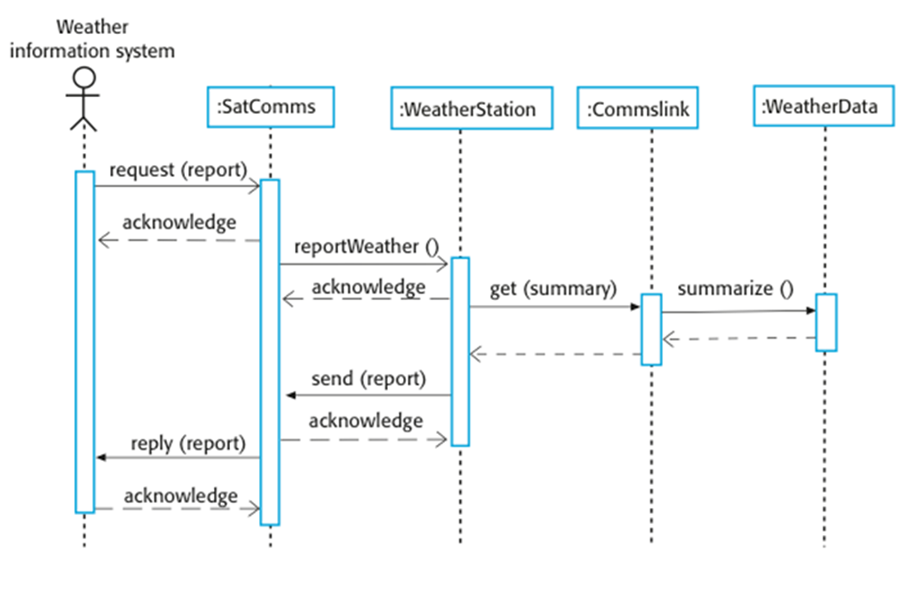 Weather
information system
:SatComms
:WeatherStation
:Commslink
:WeatherData
request (report)
acknowledge
reportWeather ()
acknowledge
get (summary)
summarize ()
send (report)
acknowledge
reply (report)
acknowledge